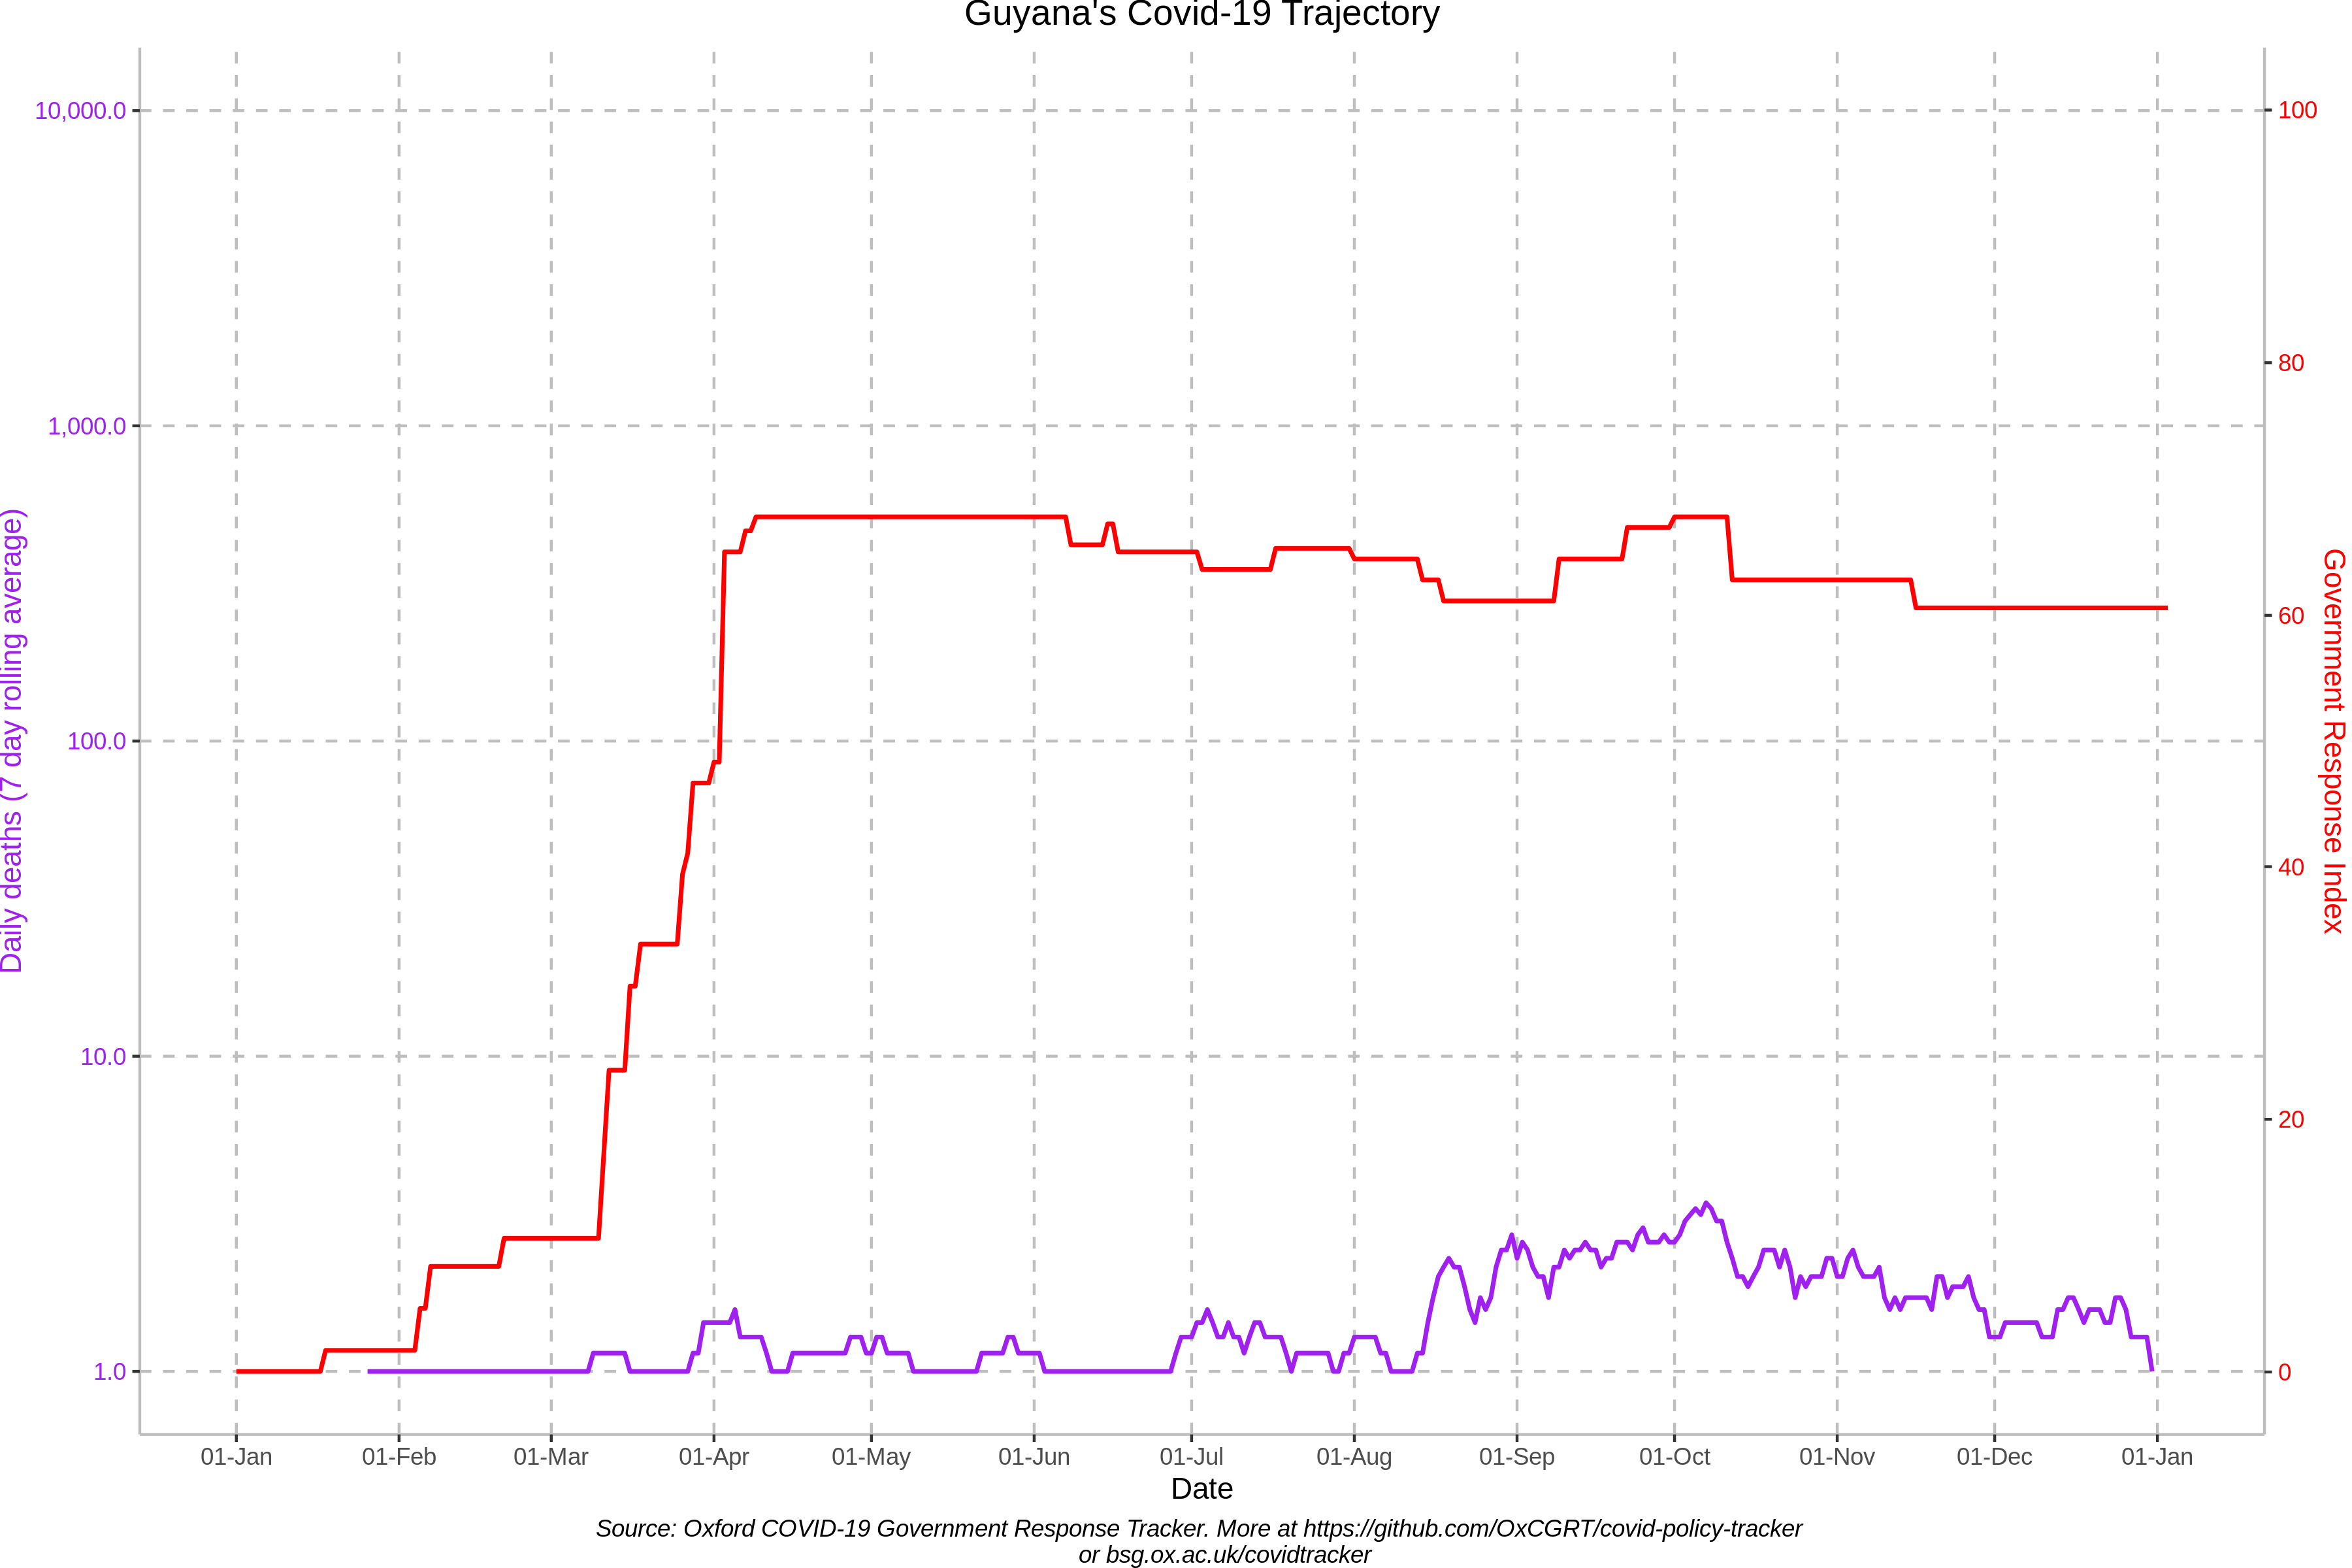 Guyana's Covid-19 Trajectory
10,000.0
1,000.0
100.0
10.0
1.0
Daily deaths (7 day rolling average)
100
80
60
40
20
0
Government Response Index
01-Jan 01-Feb 01-Mar 01-Apr 01-May 01-Jun 01-Jul 01-Aug 01-Sep 01-Oct 01-Nov 01-Dec 01-Jan
Date
Source: Oxford COVID-19 Government Response Tracker. More at https://github.com/OxCGRT/covid-policy-tracker
or bsg.ox.ac.uk/covidtracker